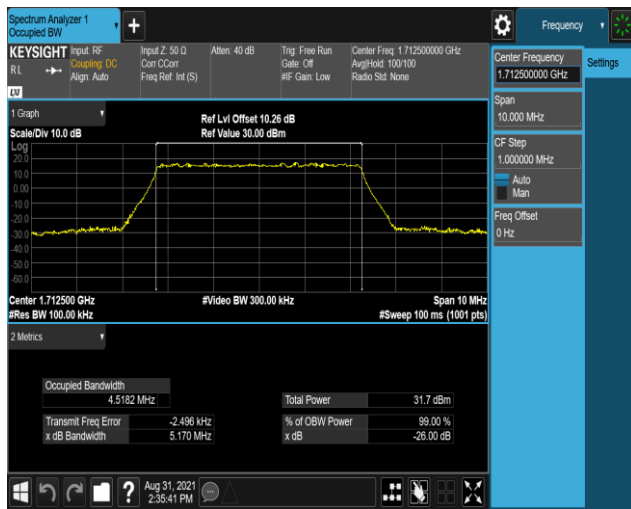 Spectrum Analyzer 1
Occupied BW
Frequency
KEYSIGHT
Input: RF
Input Z: 50 Ω
Atten: 40 dB
Trig: Free Run
Center Freq: 1.712500000 GHz
RL
Coupling: DC
Corr CCorr
Gate: Off
Avg|Hold: 100/100
Align: Auto
Freq Ref: Int (S)
#IF Gain: Low
Radio Std: None
LXI
Center Frequency
1.712500000 GHz
Settings
Span
10.000 MHz
CF Step
1.000000 MHz
Auto
Man
Freq Offset
0 Hz
1 Graph
Ref Lvl Offset 10.26 dB
Scale/Div 10.0 dB
Ref Value 30.00 dBm
Log
20.0
10.0
0.00
-10.0
-20.0
-30.0
-40.0
-50.0
-60.0
Center 1.712500 GHz
#Video BW 300.00 kHz
Span 10 MHz
#Res BW 100.00 kHz
#Sweep 100 ms (1001 pts)
2 Metrics
Occupied Bandwidth
4.5182 MHz
Total Power
31.7 dBm
Transmit Freq Error
-2.496 kHz
% of OBW Power
99.00 %
x dB Bandwidth
5.170 MHz
x dB
-26.00 dB
?
Aug 31, 2021
2:35:41 PM